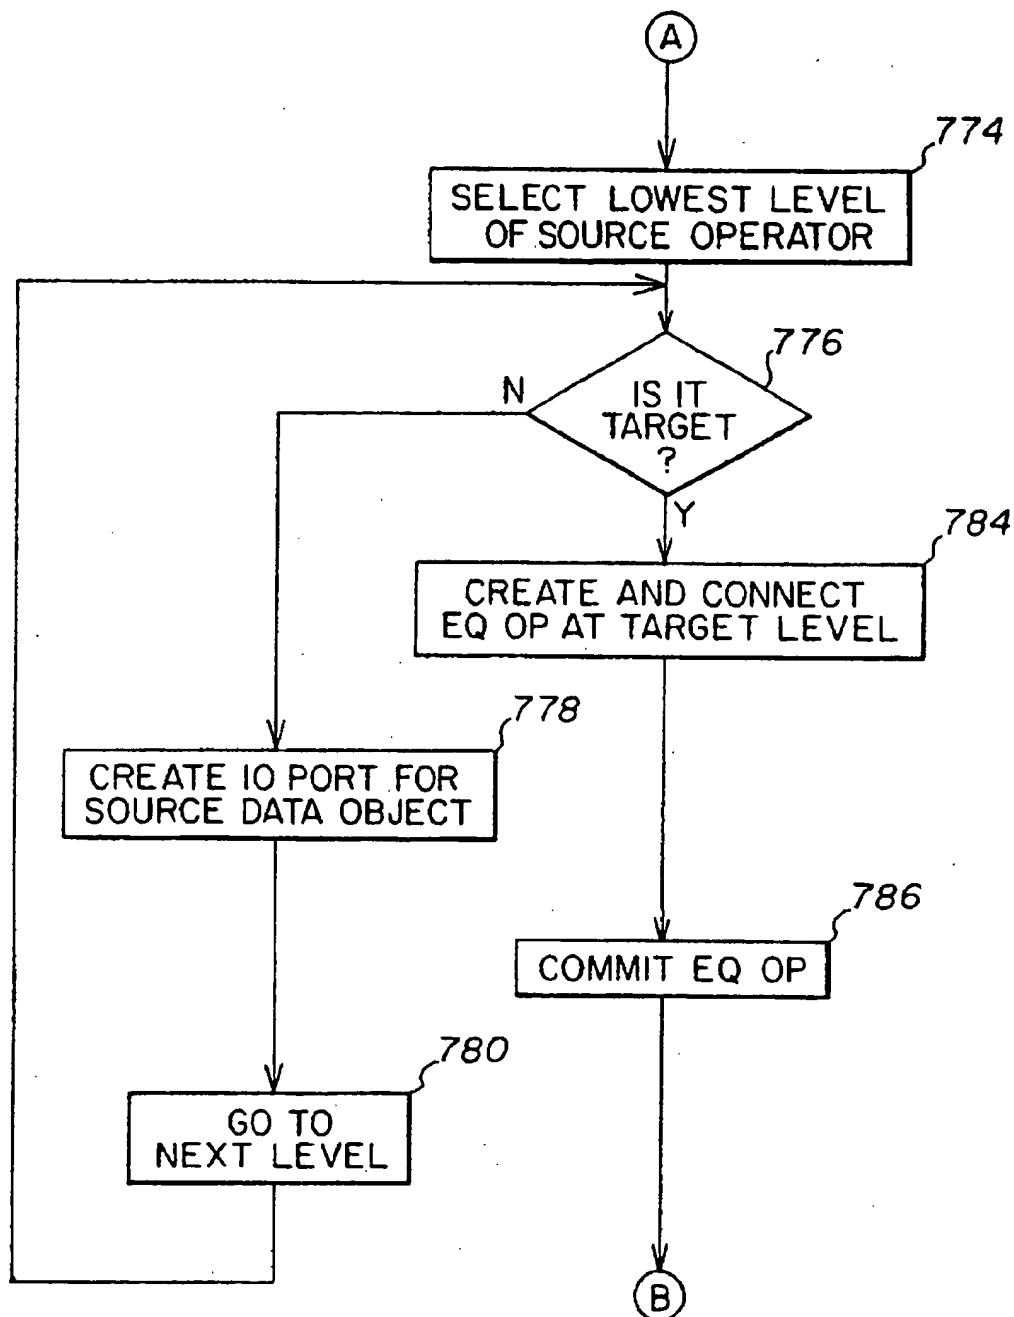 A
774
SELECT LOWEST LEVEL
OF SOURCE OPERATOR
776
N
IS IT
TARGET
?
Y
784
CREATE AND CONNECT
EQ OP AT TARGET LEVEL
778
CREATE IO PORT FOR
SOURCE DATA OBJECT
786
COMMIT EQ OP
780
GO TO
NEXT LEVEL
B